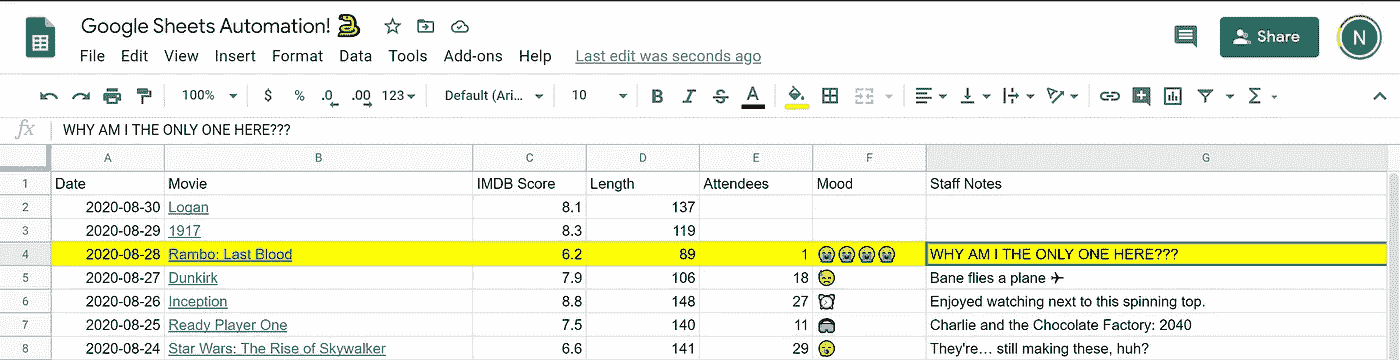 Google Sheets Automation! 🐍
File Edit View Insert Format Data Tools Add-ons Help Last edit was seconds ago
Share
N
100% $ % .0 .00 123 Default (Ari... 10 B I S A
fx WHY AM I THE ONLY ONE HERE???
A B C D E F G
1 Date Movie IMDB Score Length Attendees Mood Staff Notes
2 2020-08-30 Logan 8.1 137
3 2020-08-29 1917 8.3 119
4 2020-08-28 Rambo: Last Blood 6.2 89 1 😭😭😭😭 WHY AM I THE ONLY ONE HERE???
5 2020-08-27 Dunkirk 7.9 106 18 😢 Bane flies a plane ✈
6 2020-08-26 Inception 8.8 148 27 ⏰ Enjoyed watching next to this spinning top.
7 2020-08-25 Ready Player One 7.5 140 11 Charlie and the Chocolate Factory: 2040
8 2020-08-24 Star Wars: The Rise of Skywalker 6.6 141 29 They're… still making these, huh?